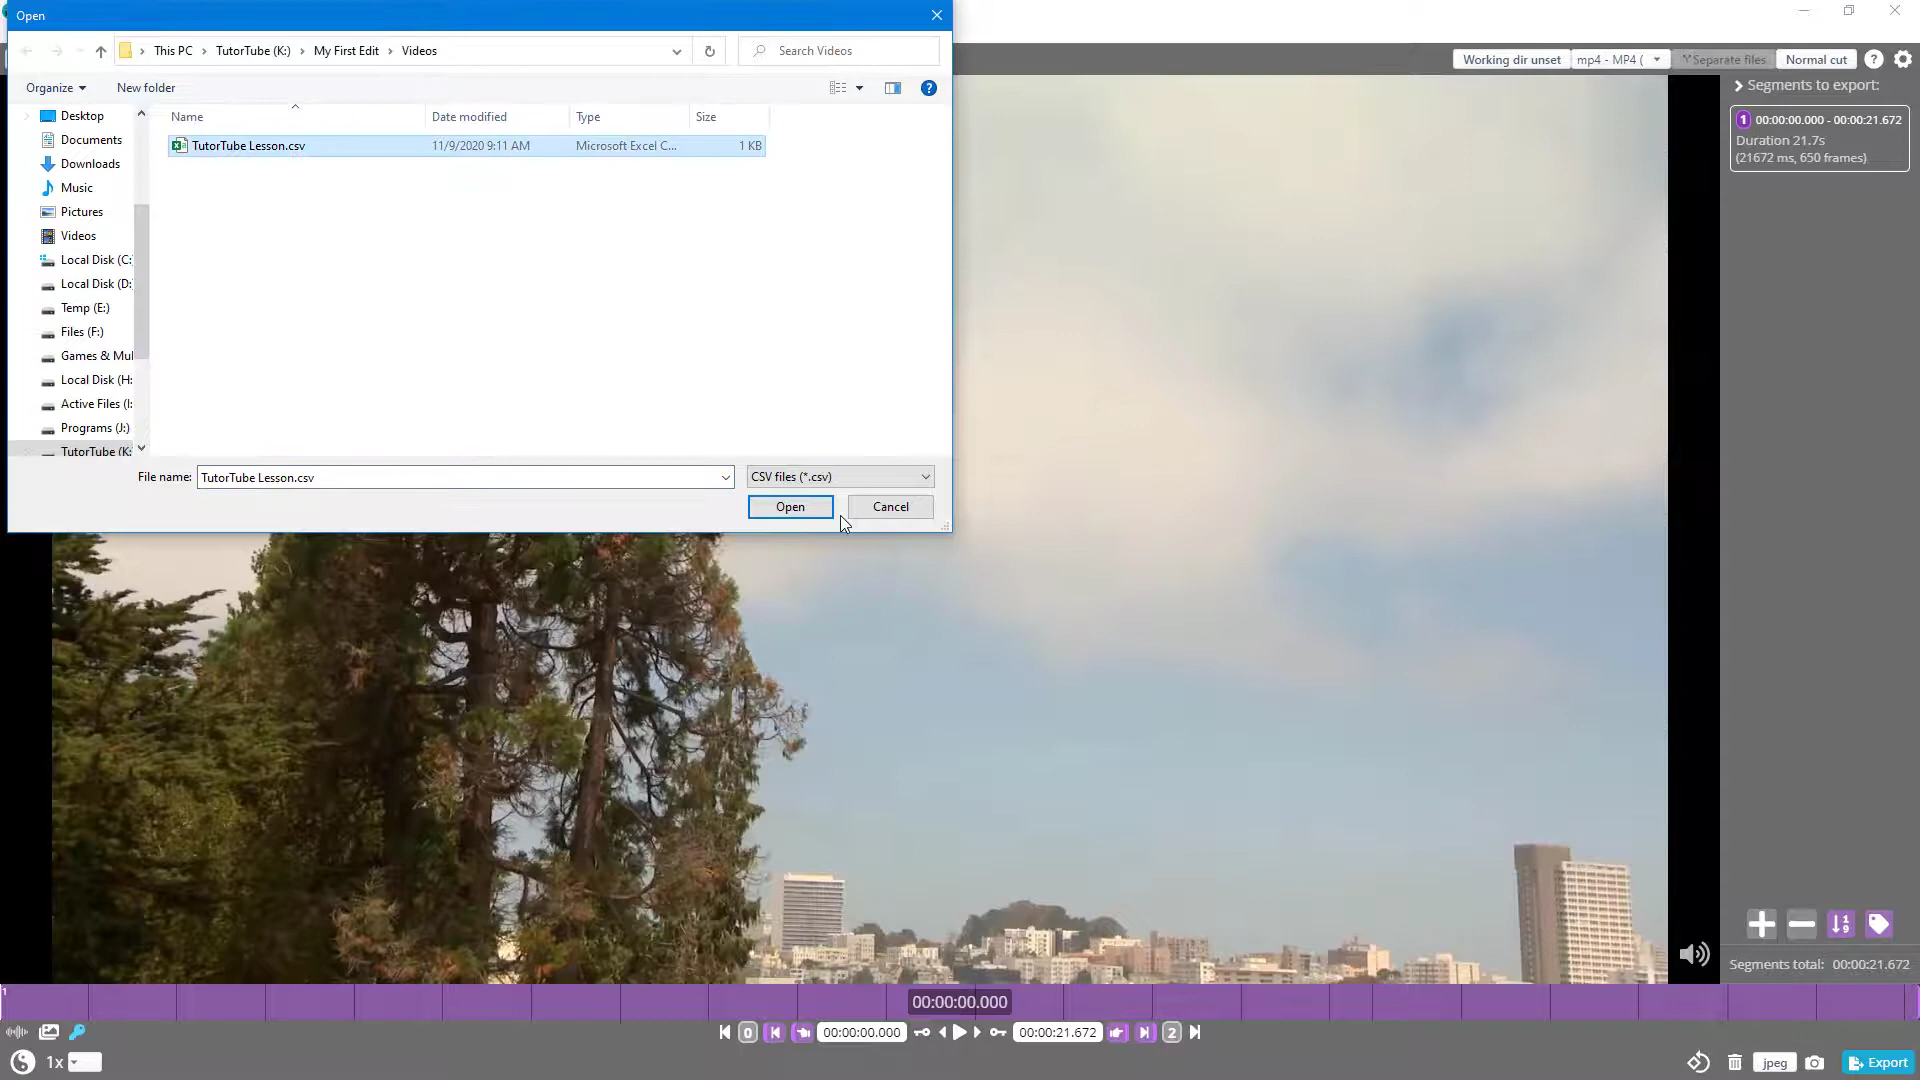 Open
This PC > TutorTube (K:) > My First Edit > Videos
Search Videos
Organize
New folder
Name
Date modified
Type
Size
TutorTube Lesson.csv
11/9/2020 9:11 AM
Microsoft Excel C...
1 KB
Desktop
Documents
Downloads
Music
Pictures
Videos
Local Disk (C:
Local Disk (D:
Temp (E:)
Files (F:)
Games & Mul
Local Disk (H:
Active Files (I:
Programs (J:)
TutorTube (K:
File name: TutorTube Lesson.csv
CSV files (*.csv)
Open
Cancel
Working dir unset
mp4 - MP4 (
Separate files
Normal cut
?
Segments to export:
1 00:00:00.000 - 00:00:21.672
Duration 21.7s
(21672 ms, 650 frames)
Segments total: 00:00:21.672
1
00:00:00.000
0
00:00:00.000
00:00:21.672
2
1x
jpeg
Export